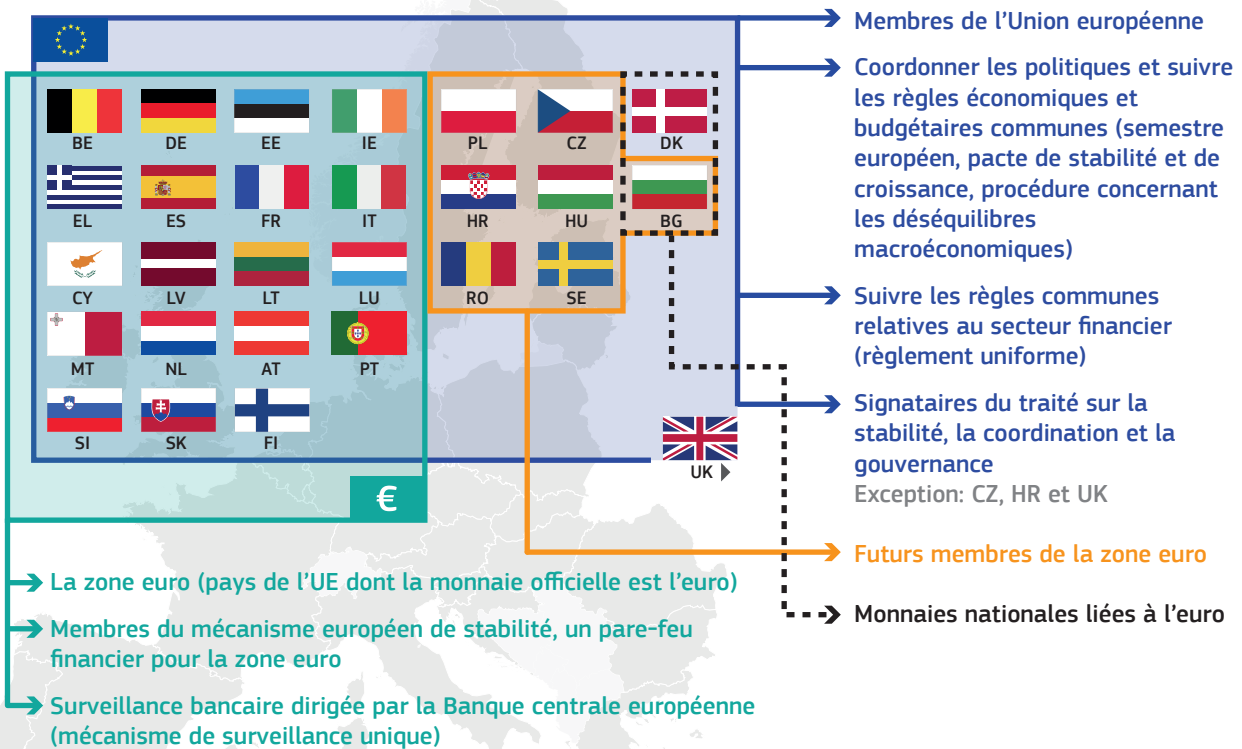 BE DE EE IE
EL ES FR IT
CY LV LT LU
MT NL AT PT
SI SK FI
€
PL CZ
HR HU
RO SE
DK
BG
UK
Membres de l'Union européenne
Coordonner les politiques et suivre
les règles économiques et
budgétaires communes (semestre
européen, pacte de stabilité et de
croissance, procédure concernant
les déséquilibres
macroéconomiques)
Suivre les règles communes
relatives au secteur financier
(règlement uniforme)
Signataires du traité sur la
stabilité, la coordination et la
gouvernance
Exception: CZ, HR et UK
Futurs membres de la zone euro
Monnaies nationales liées à l'euro
La zone euro (pays de l'UE dont la monnaie officielle est l'euro)
Membres du mécanisme européen de stabilité, un pare-feu
financier pour la zone euro
Surveillance bancaire dirigée par la Banque centrale européenne
(mécanisme de surveillance unique)